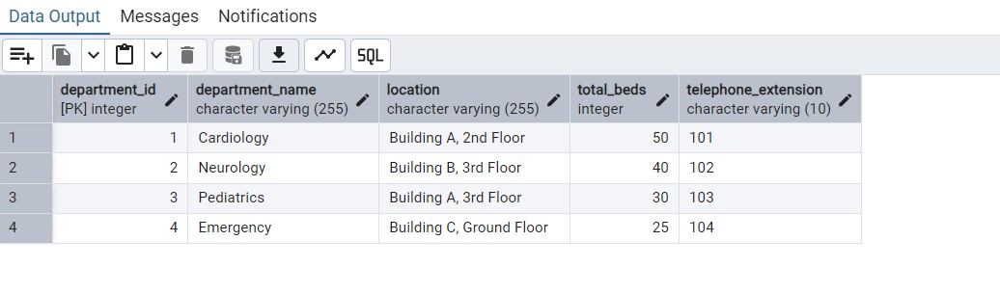 Data Output Messages Notifications
SQL
department_id department_name location total_beds telephone_extension
[PK] integer character varying (255) character varying (255) integer character varying (10)
1 1 Cardiology Building A, 2nd Floor 50 101
2 2 Neurology Building B, 3rd Floor 40 102
3 3 Pediatrics Building A, 3rd Floor 30 103
4 4 Emergency Building C, Ground Floor 25 104